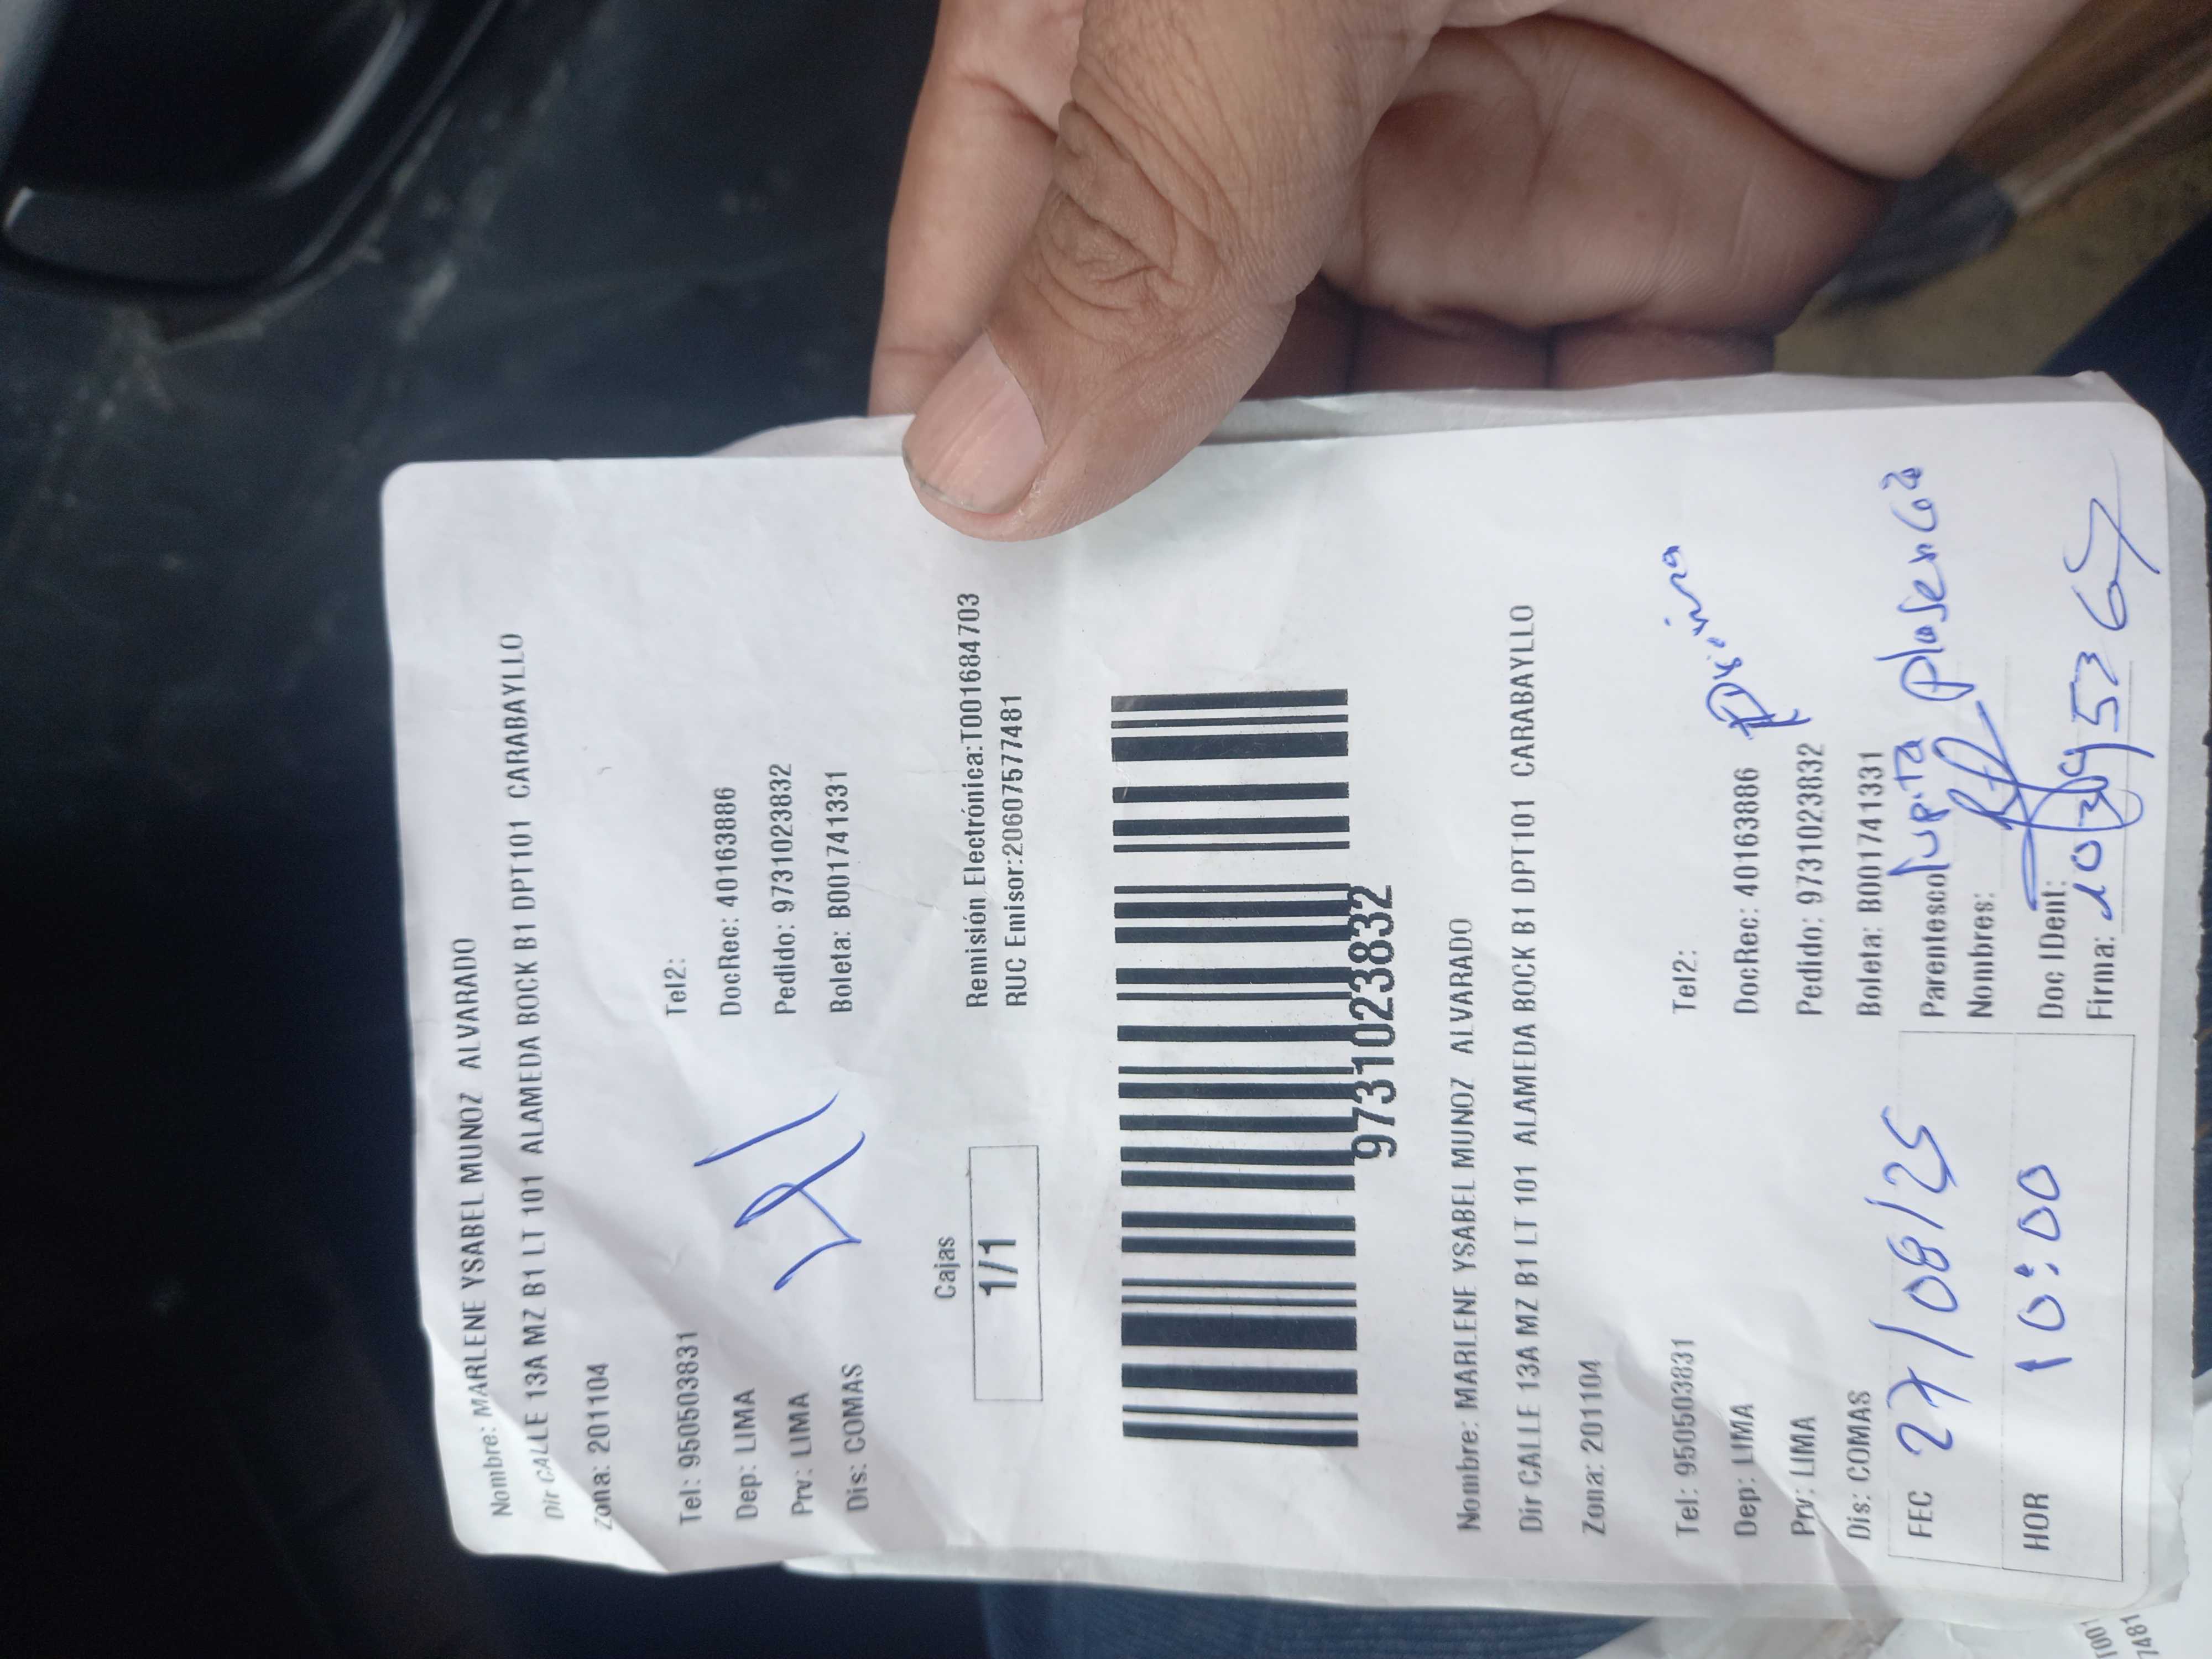 Nombre: MARLENE YSABEL MUNOZ ALVARADO
Dir CALLE 13A MZ B1 LT 101 ALAMEDA BOCK B1 DPT101 CARABAYLLO
Zona: 201104
Tel: 950503831 Tel2:
Dep: LIMA DocRec: 40163886
Prv: LIMA Pedido: 9731023832
Dis: COMAS Boleta: B001741331
Cajas
1/1
Remisión Electrónica:T001684703
RUC Emisor:20607577481
9731023832
Nombre: MARLENE YSABEL MUNOZ ALVARADO
Dir CALLE 13A MZ B1 LT 101 ALAMEDA BOCK B1 DPT101 CARABAYLLO
Zona: 201104
Tel: 950503831 Tel2:
Dep: LIMA DocRec: 40163886
Prv: LIMA Pedido: 9731023832
Dis: COMAS Boleta: B001741331
FEC 27/08/25
HOR 10:00
Parentesco lupita plasencia
Nombres:
Doc IDent:
Firma:
T001
7481